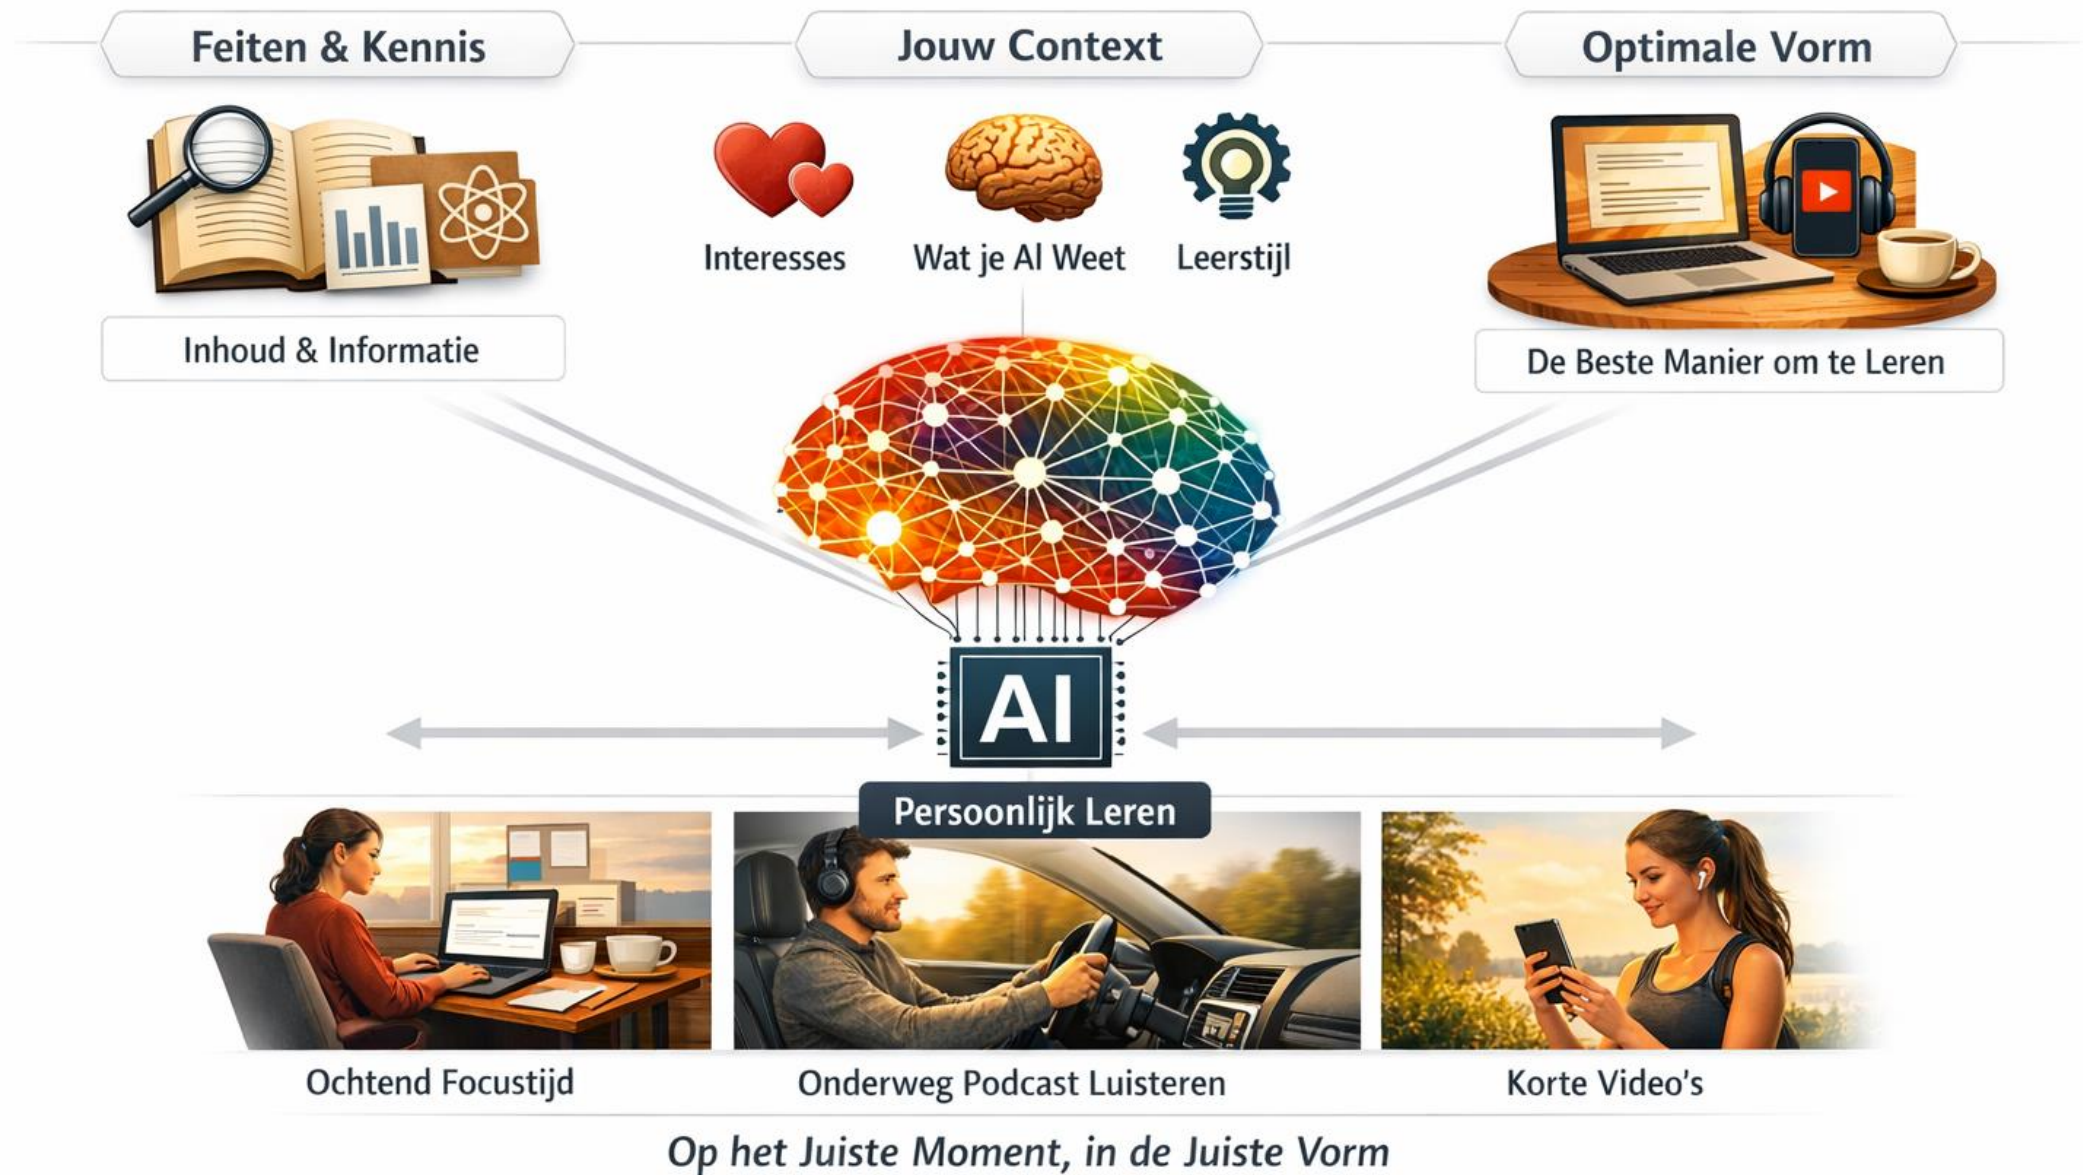 Feiten & Kennis
Jouw Context
Optimale Vorm
Interesses
Wat je Al Weet
Leerstijl
Inhoud & Informatie
De Beste Manier om te Leren
AI
Persoonlijk Leren
Ochtend Focustijd
Onderweg Podcast Luisteren
Korte Video's
Op het Juiste Moment, in de Juiste Vorm